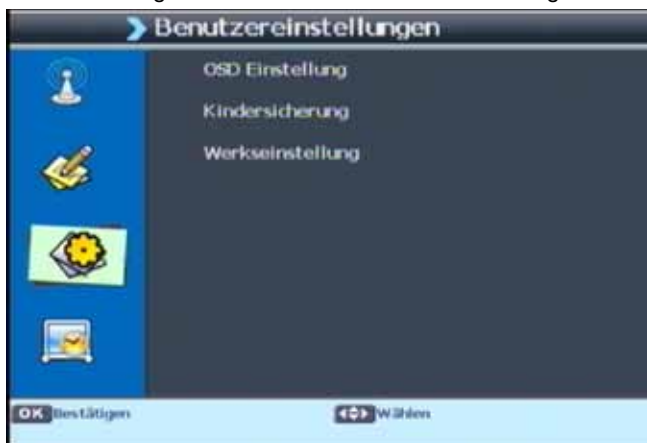 Benutzereinstellungen
OSD Einstellung
Kindersicherung
Werkseinstellung
OK Bestätigen
Wählen